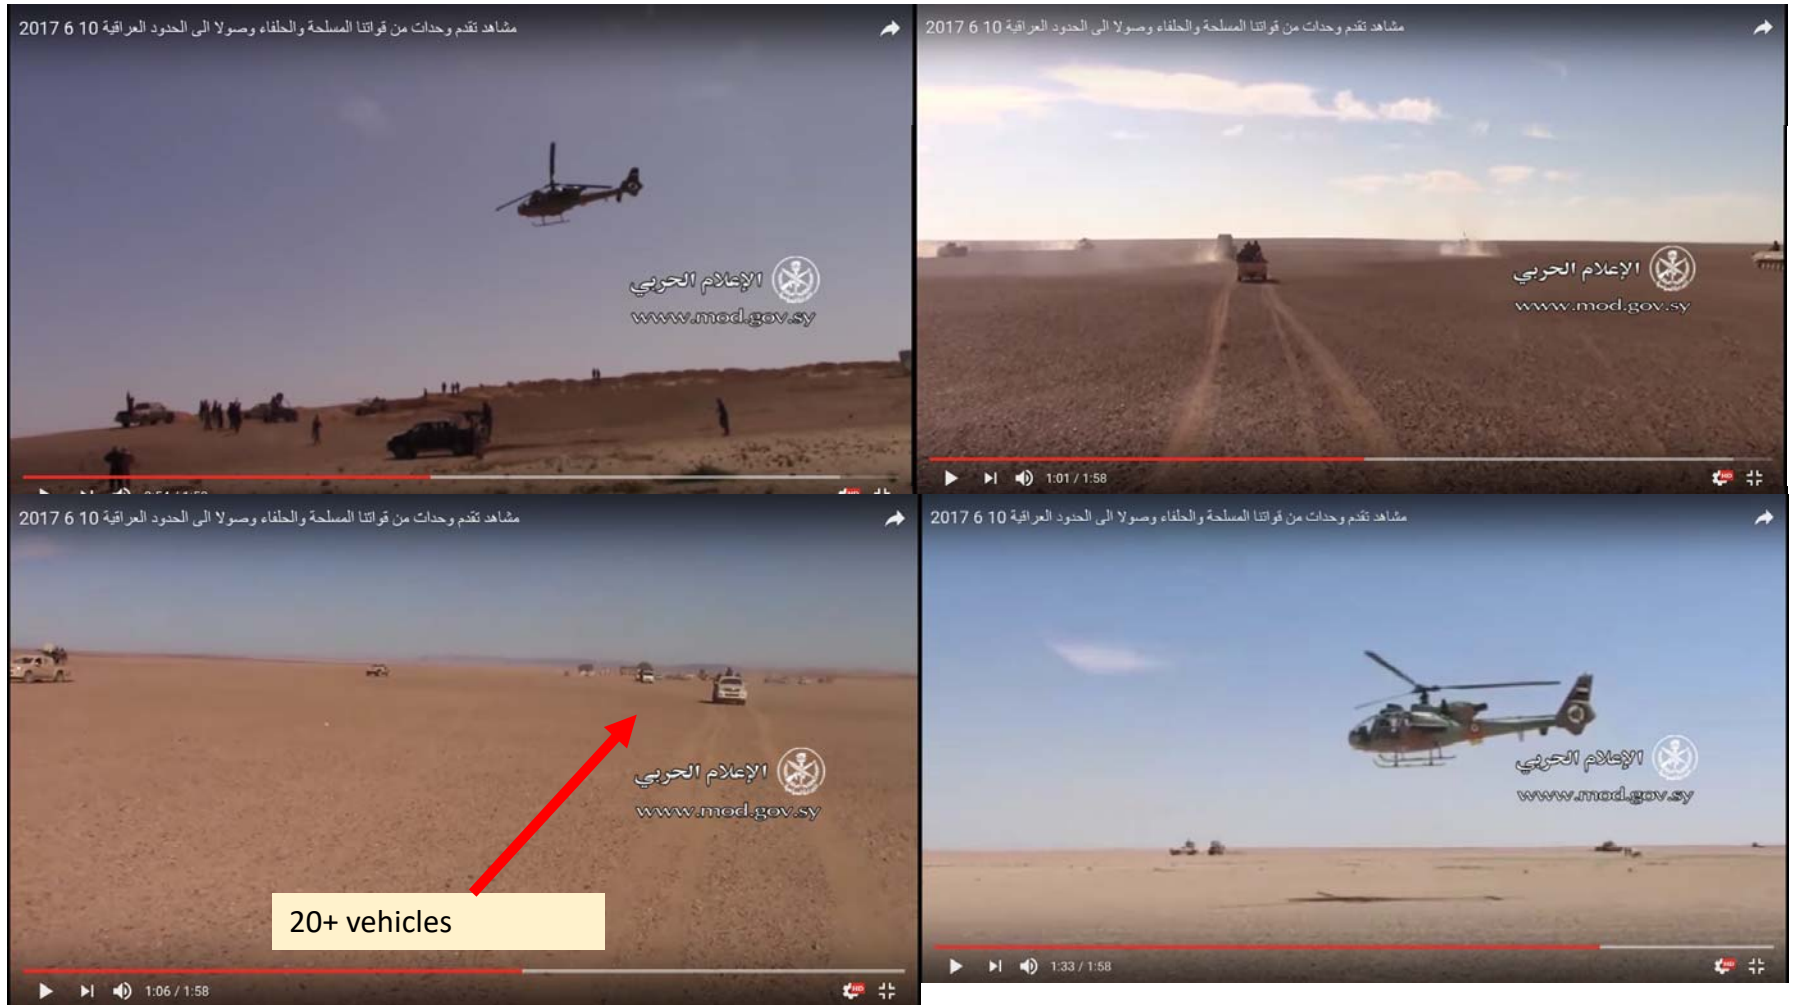 مشاهد تقدم وحدات من قواتنا المسلحة والحلفاء وصولا الى الحدود العراقية 10 6 2017
الإعلام الحربي
www.mod.gov.sy
مشاهد تقدم وحدات من قواتنا المسلحة والحلفاء وصولا الى الحدود العراقية 10 6 2017
الإعلام الحربي
www.mod.gov.sy
1:01 / 1:58
HD
مشاهد تقدم وحدات من قواتنا المسلحة والحلفاء وصولا الى الحدود العراقية 10 6 2017
الإعلام الحربي
www.mod.gov.sy
20+ vehicles
1:06 / 1:58
HD
مشاهد تقدم وحدات من قواتنا المسلحة والحلفاء وصولا الى الحدود العراقية 10 6 2017
الإعلام الحربي
www.mod.gov.sy
1:33 / 1:58
HD